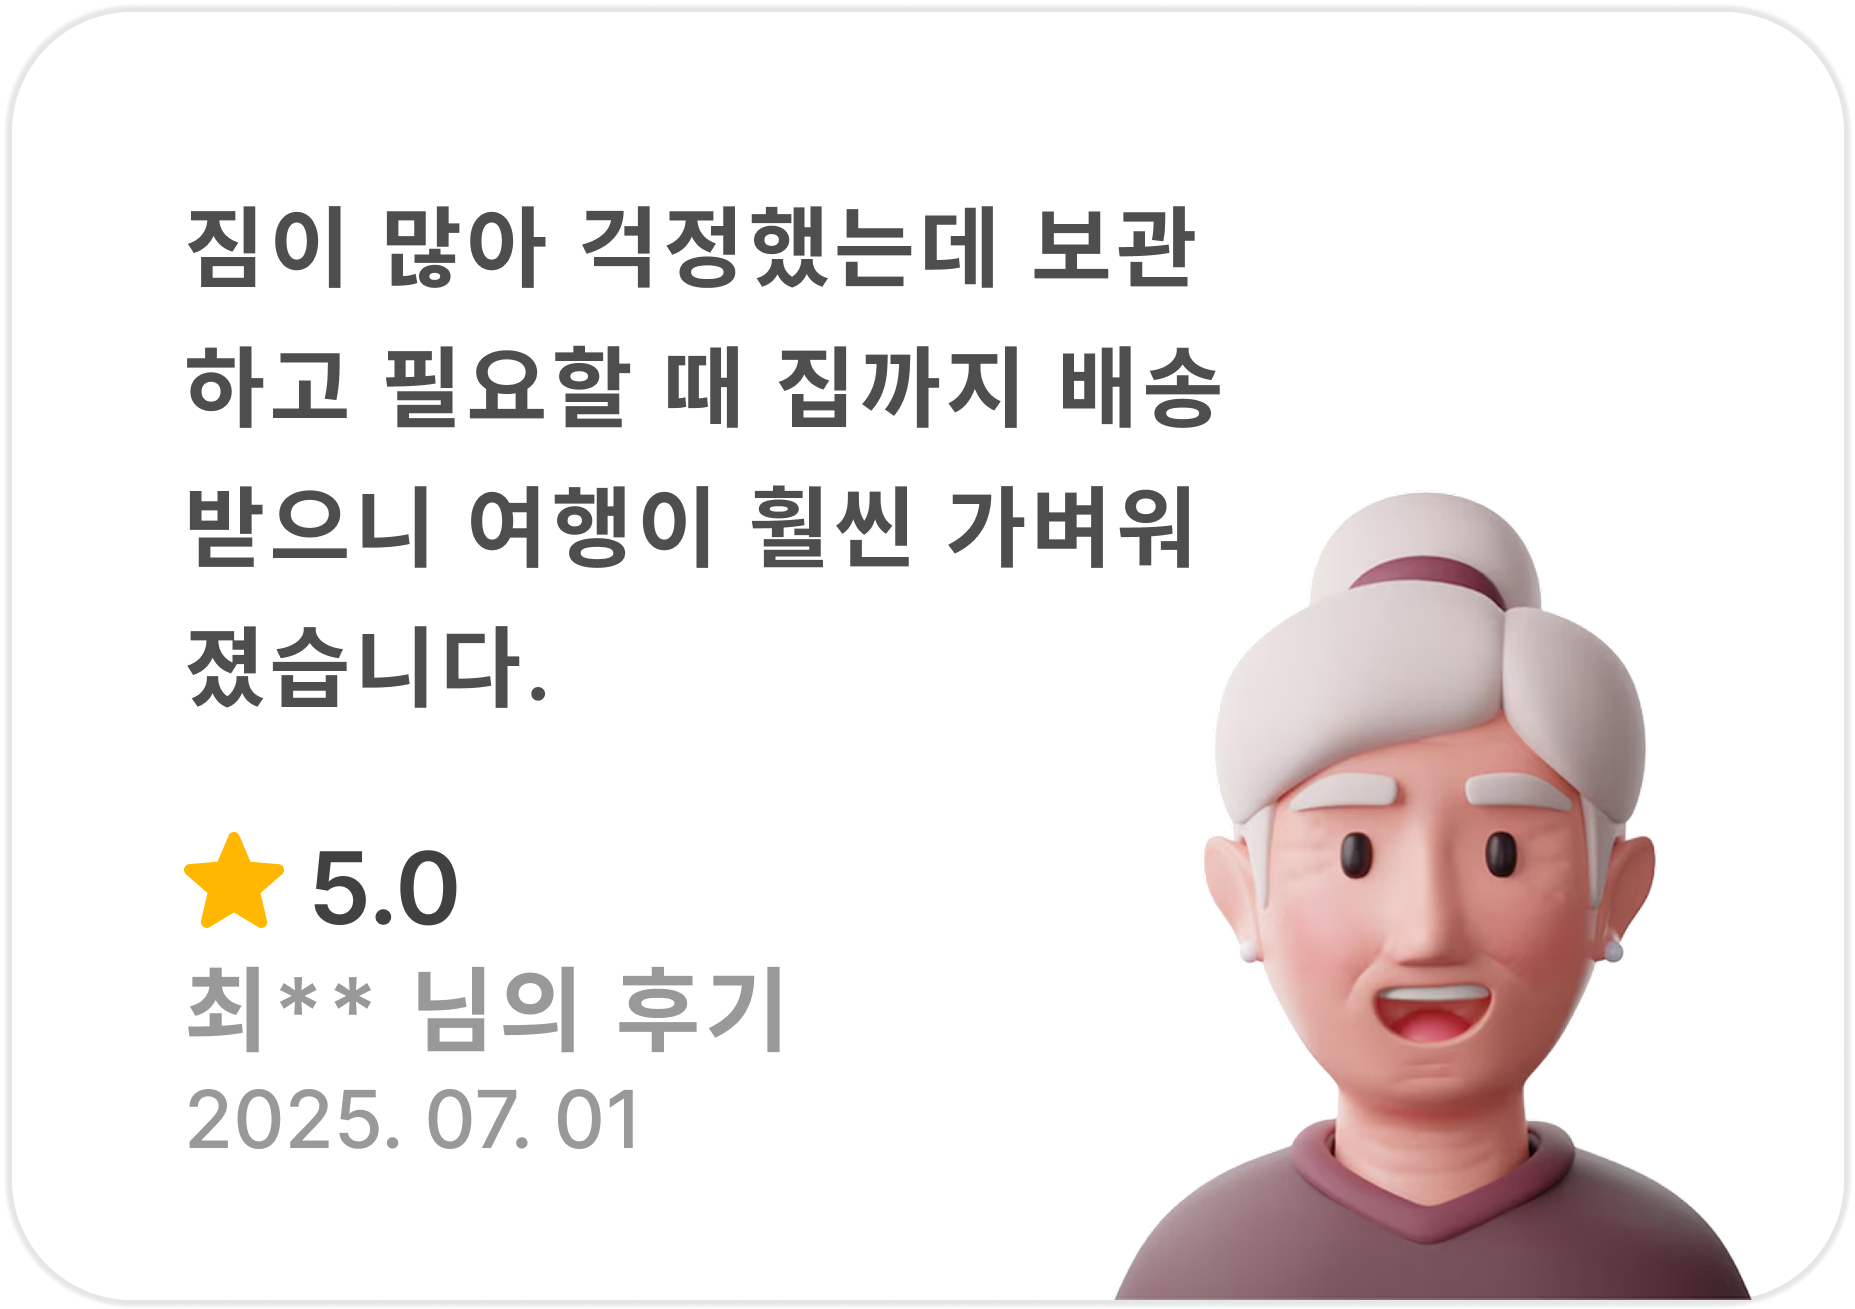 짐이 많아 걱정했는데 보관
하고 필요할 때 집까지 배송
받으니 여행이 훨씬 가벼워
졌습니다.
5.0
최** 님의 후기
2025. 07. 01